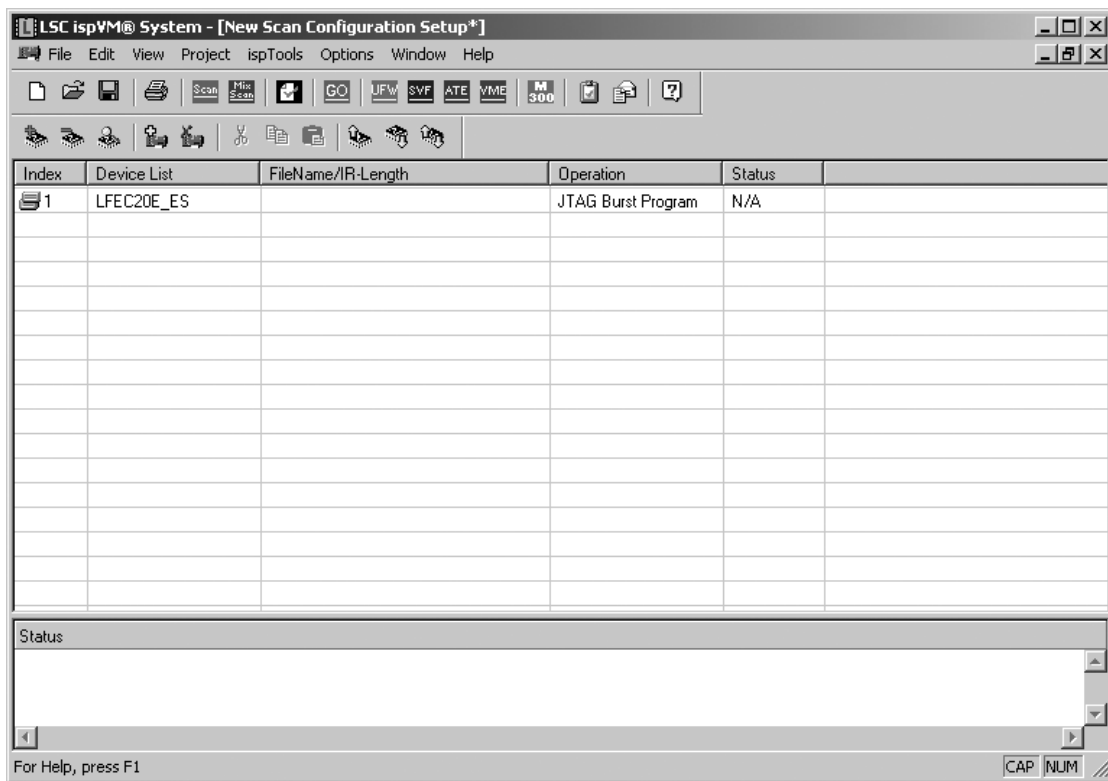 LSC ispVM® System - [New Scan Configuration Setup*]
File Edit View Project ispTools Options Window Help
Scan Mix Scan GO UFW SVF ATE VME M 300
Index Device List FileName/IR-Length Operation Status
1 LFEC20E_ES JTAG Burst Program N/A
Status
For Help, press F1 CAP NUM